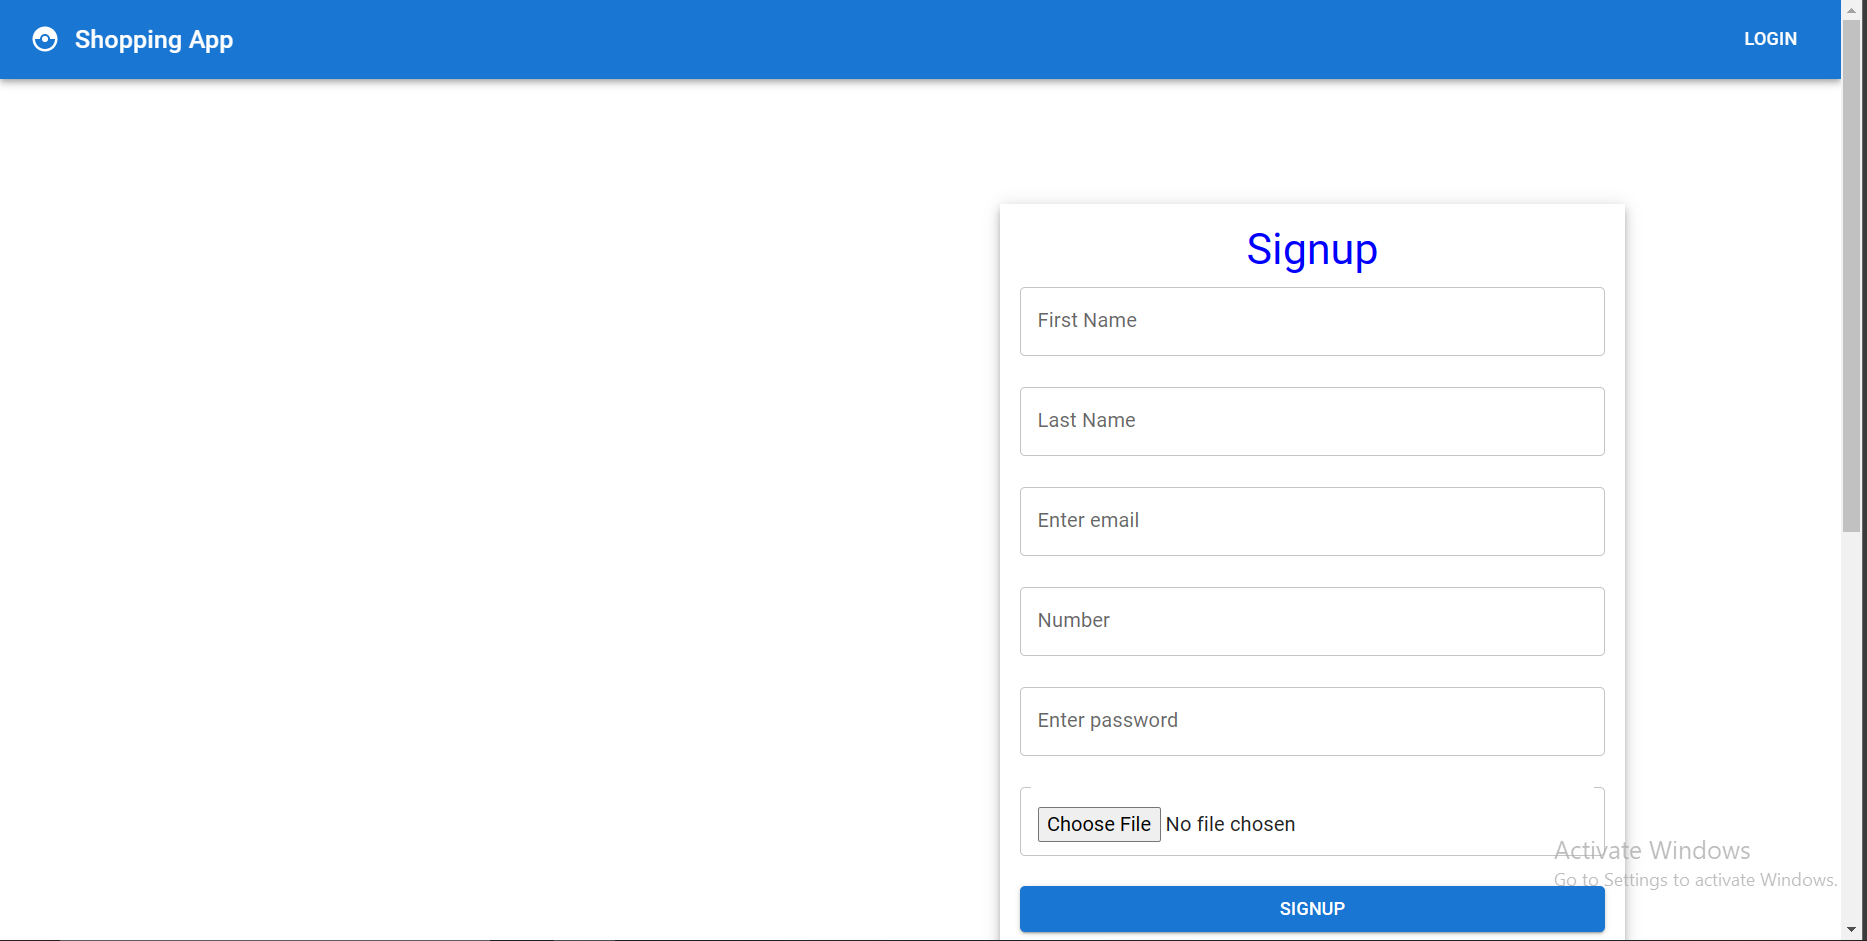 Shopping App
LOGIN
Signup
First Name
Last Name
Enter email
Number
Enter password
Choose File No file chosen
Activate Windows
Go to Settings to activate Windows.
SIGNUP